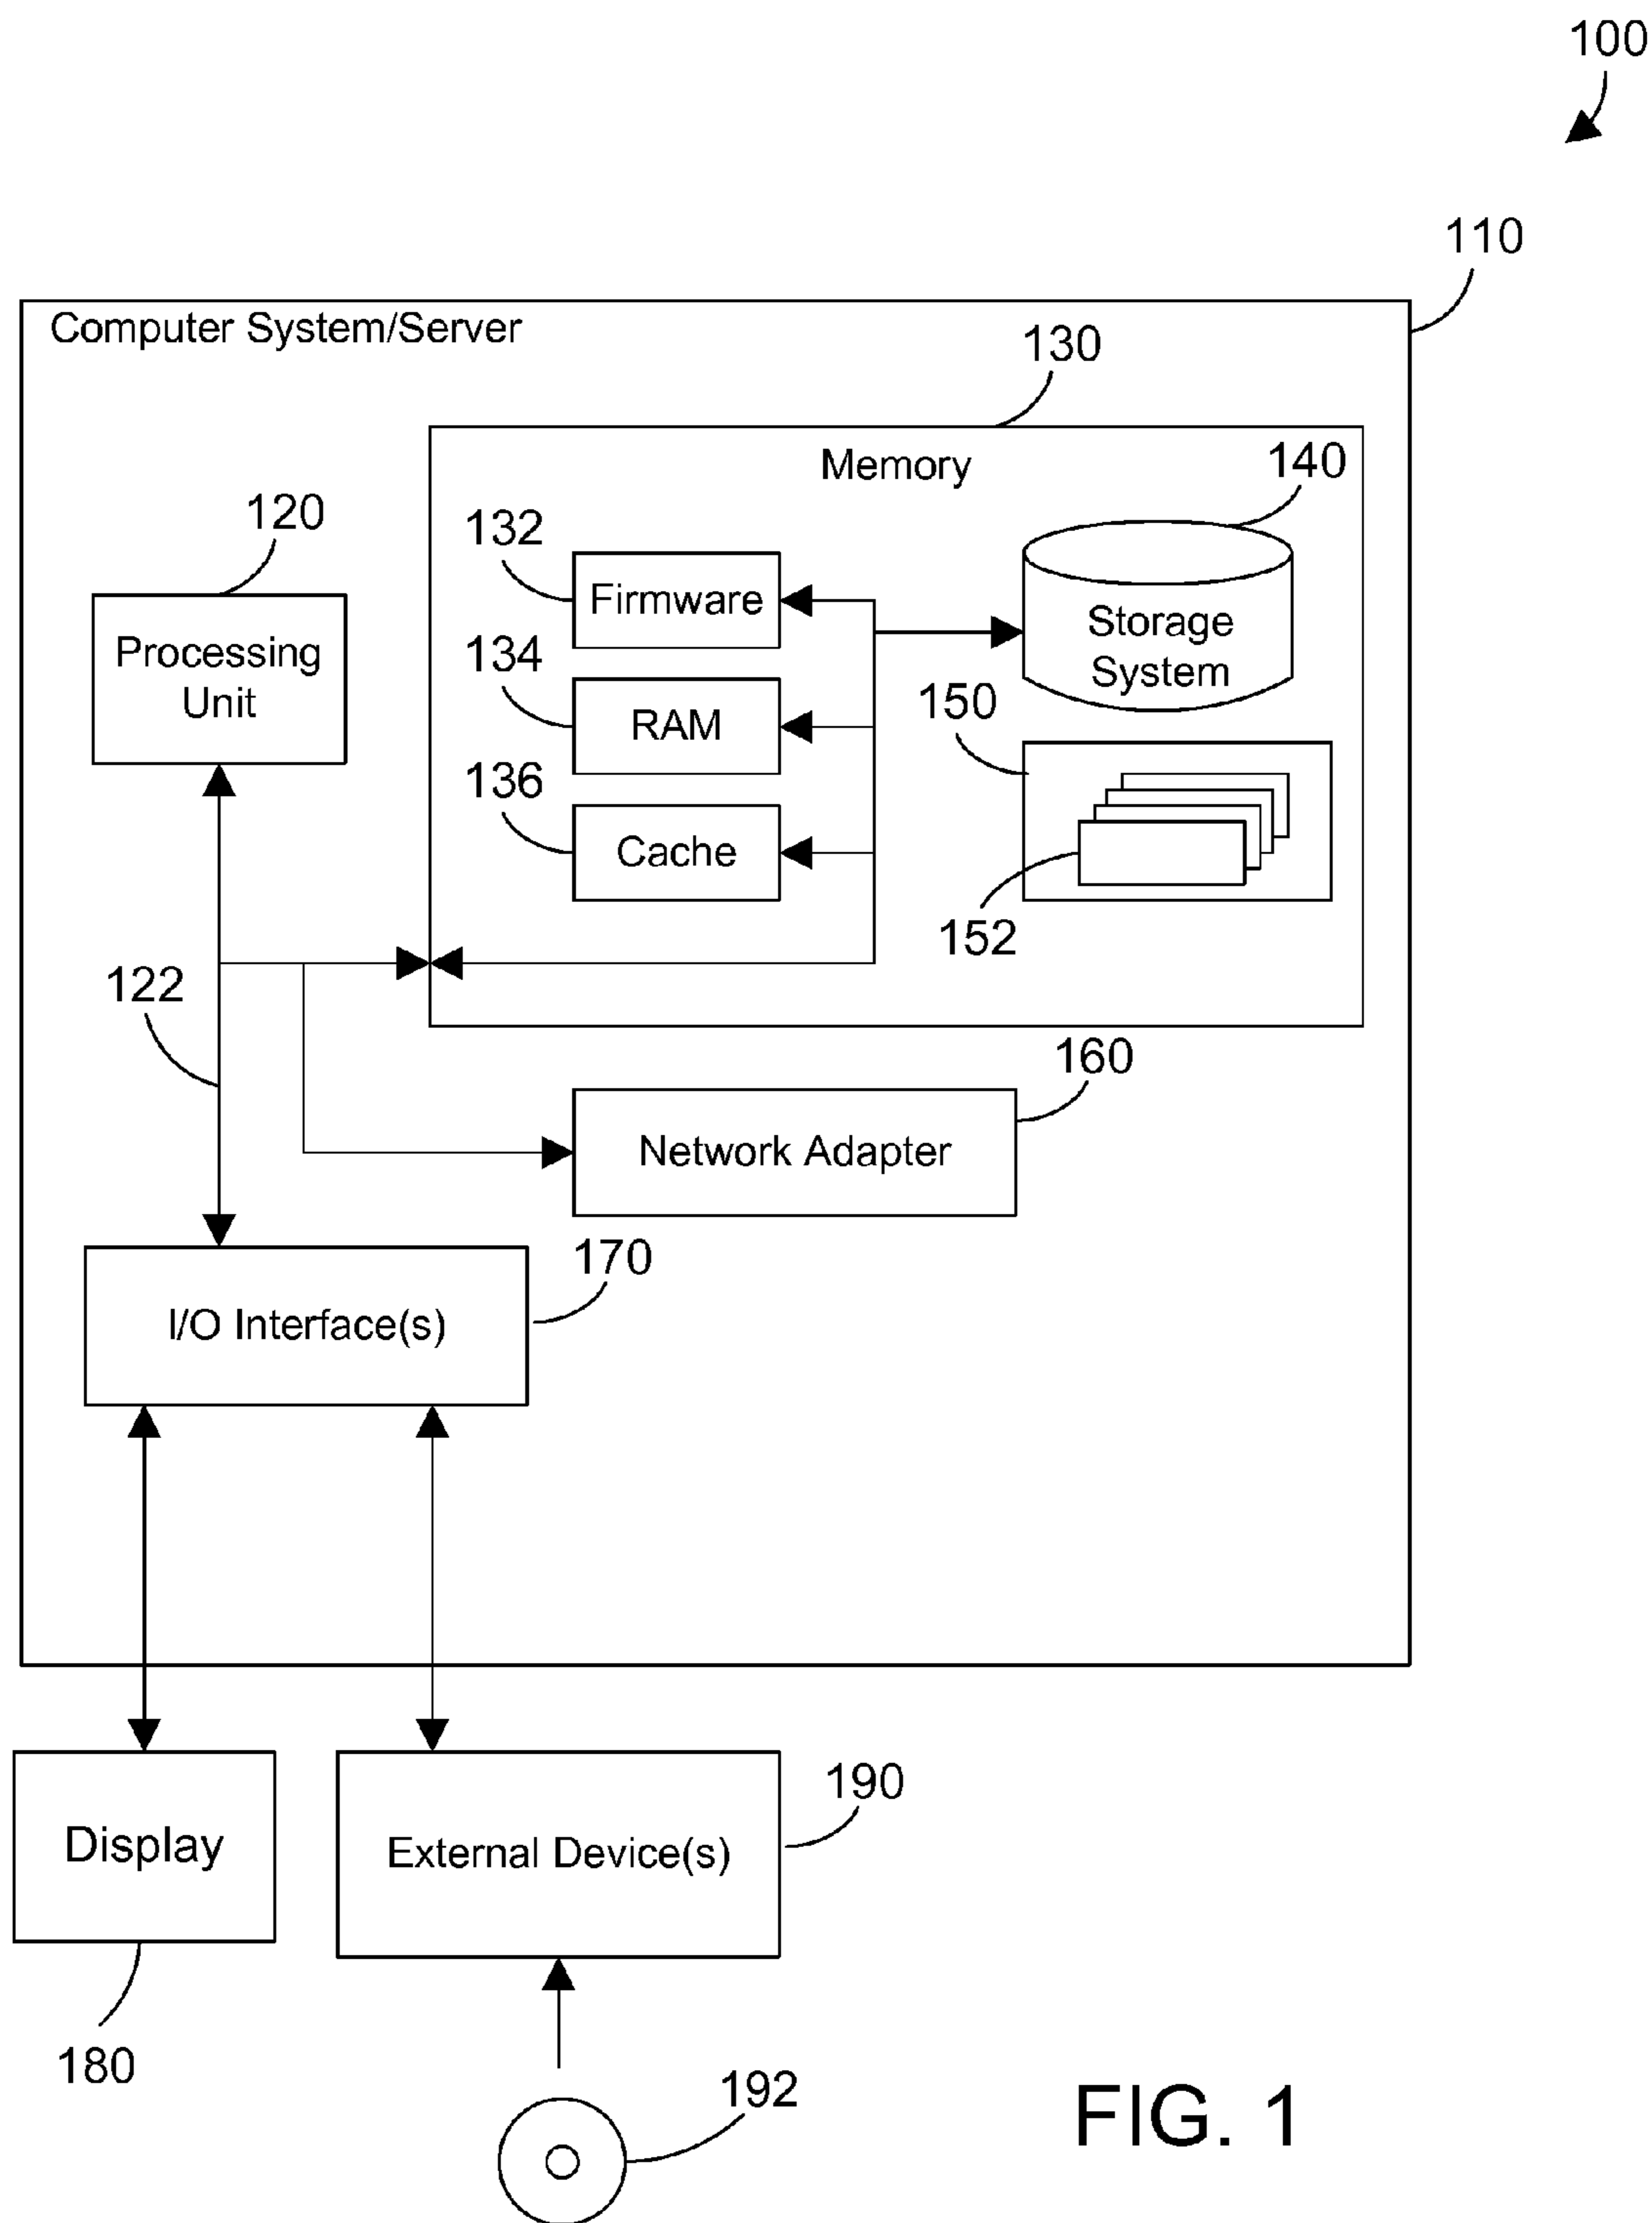 100
110
Computer System/Server
130
Memory
140
120
132
Firmware
Processing
Unit
134
Storage
System
RAM
150
136
Cache
152
122
160
Network Adapter
170
I/O Interface(s)
190
Display
External Device(s)
180
192
FIG. 1